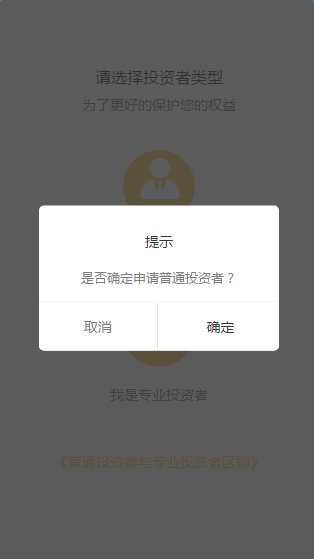 请选择投资者类型
为了更好的保护您的权益
提示
是否确定申请普通投资者？
取消
确定
我是专业投资者
《普通投资者与专业投资者区别》